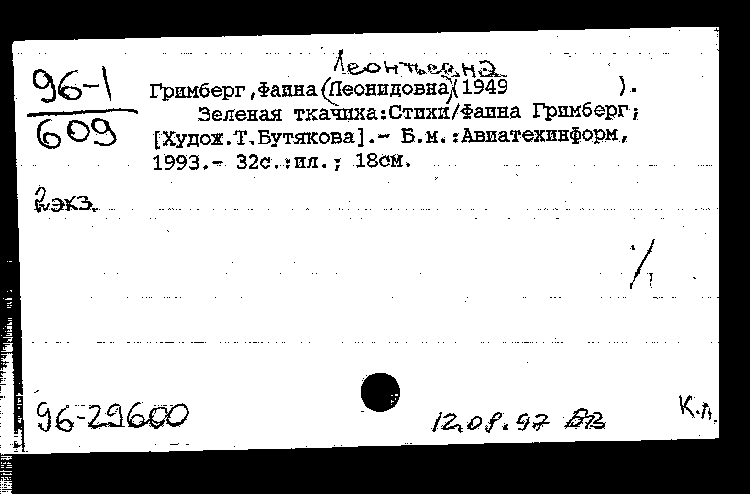 Леонтьевна
96-1
609
Гримберг,Фаина(Леонидовна)(1949 ).
Зеленая ткачиха:Стихи/Фаина Гримберг;
[Худож.Т.Бутякова].- Б.м.:Авиатехинформ,
1993.- 32с.:ил.; 18см.
2экз.
96-29600
12.08.97
К.л.